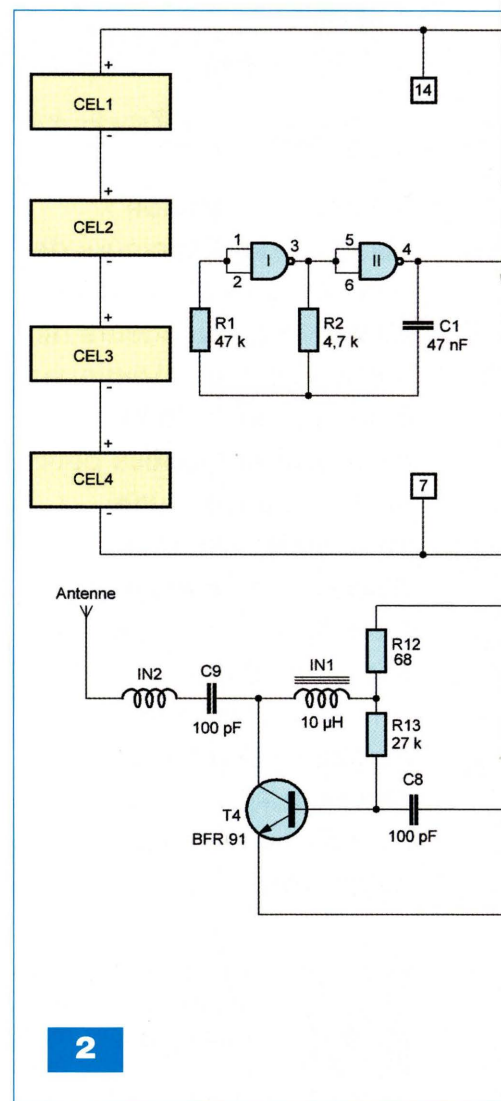 +
CEL1
-
14
+
CEL2
-
1
2
I
3
5
6
II
4
R1
47 k
R2
4,7 k
C1
47 nF
+
CEL3
-
+
CEL4
-
7
Antenne
IN2
C9
100 pF
IN1
10 µH
R12
68
R13
27 k
C8
100 pF
T4
BFR 91
2